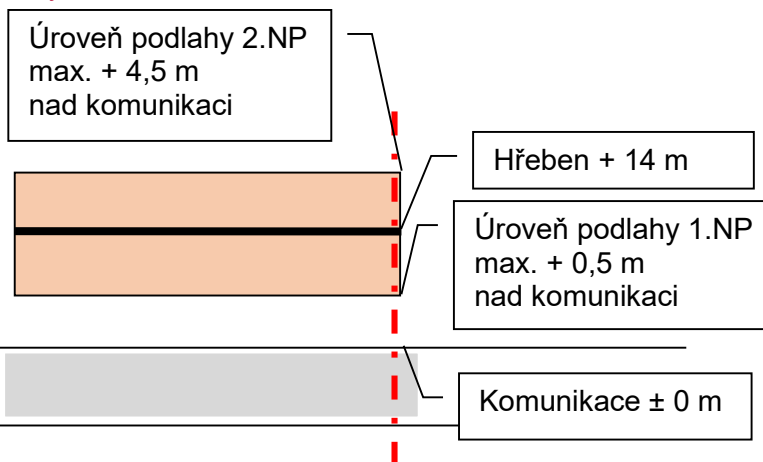 Úroveň podlahy 2.NP
max. + 4,5 m
nad komunikaci
Hřeben + 14 m
Úroveň podlahy 1.NP
max. + 0,5 m
nad komunikaci
Komunikace ± 0 m